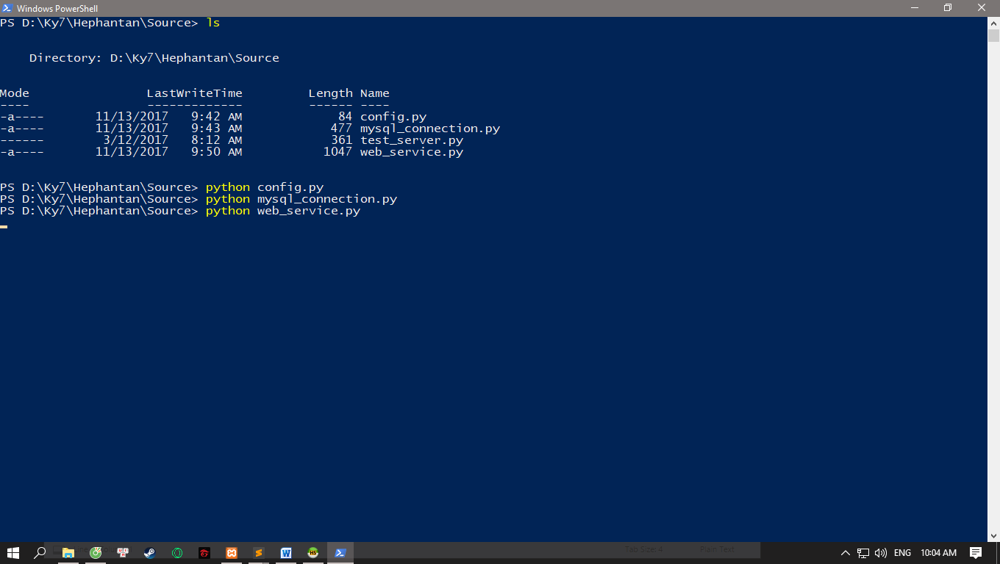 Windows PowerShell
PS D:\Ky7\Hephantan\Source> ls
Directory: D:\Ky7\Hephantan\Source
Mode LastWriteTime Length Name
---- ------------- ------ ----
-a---- 11/13/2017 9:42 AM 84 config.py
-a---- 11/13/2017 9:43 AM 477 mysql_connection.py
------ 3/12/2017 8:12 AM 361 test_server.py
-a---- 11/13/2017 9:50 AM 1047 web_service.py
PS D:\Ky7\Hephantan\Source> python config.py
PS D:\Ky7\Hephantan\Source> python mysql_connection.py
PS D:\Ky7\Hephantan\Source> python web_service.py
Tab Size: 4 Plain Text
ENG 10:04 AM